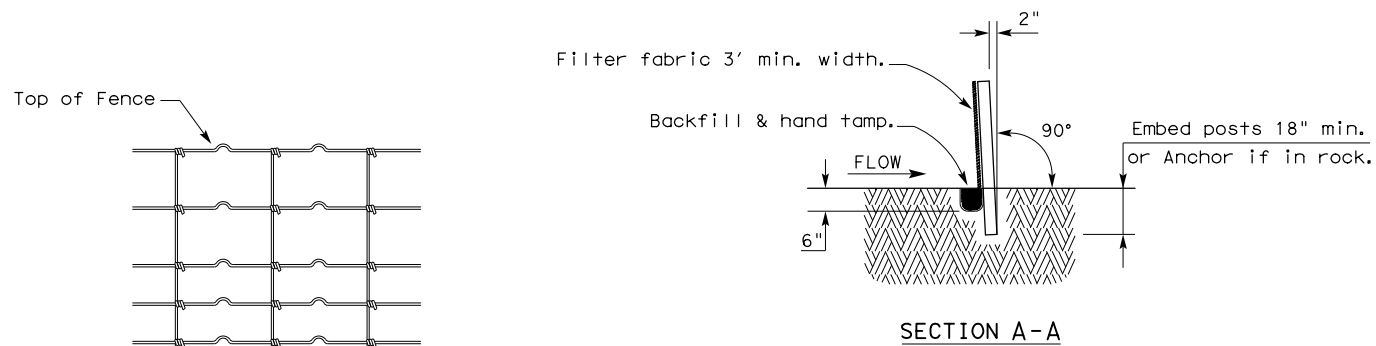 Top of Fence
2"
Filter fabric 3' min. width.
Backfill & hand tamp.
90°
Embed posts 18" min.
or Anchor if in rock.
FLOW
6"
SECTION A-A